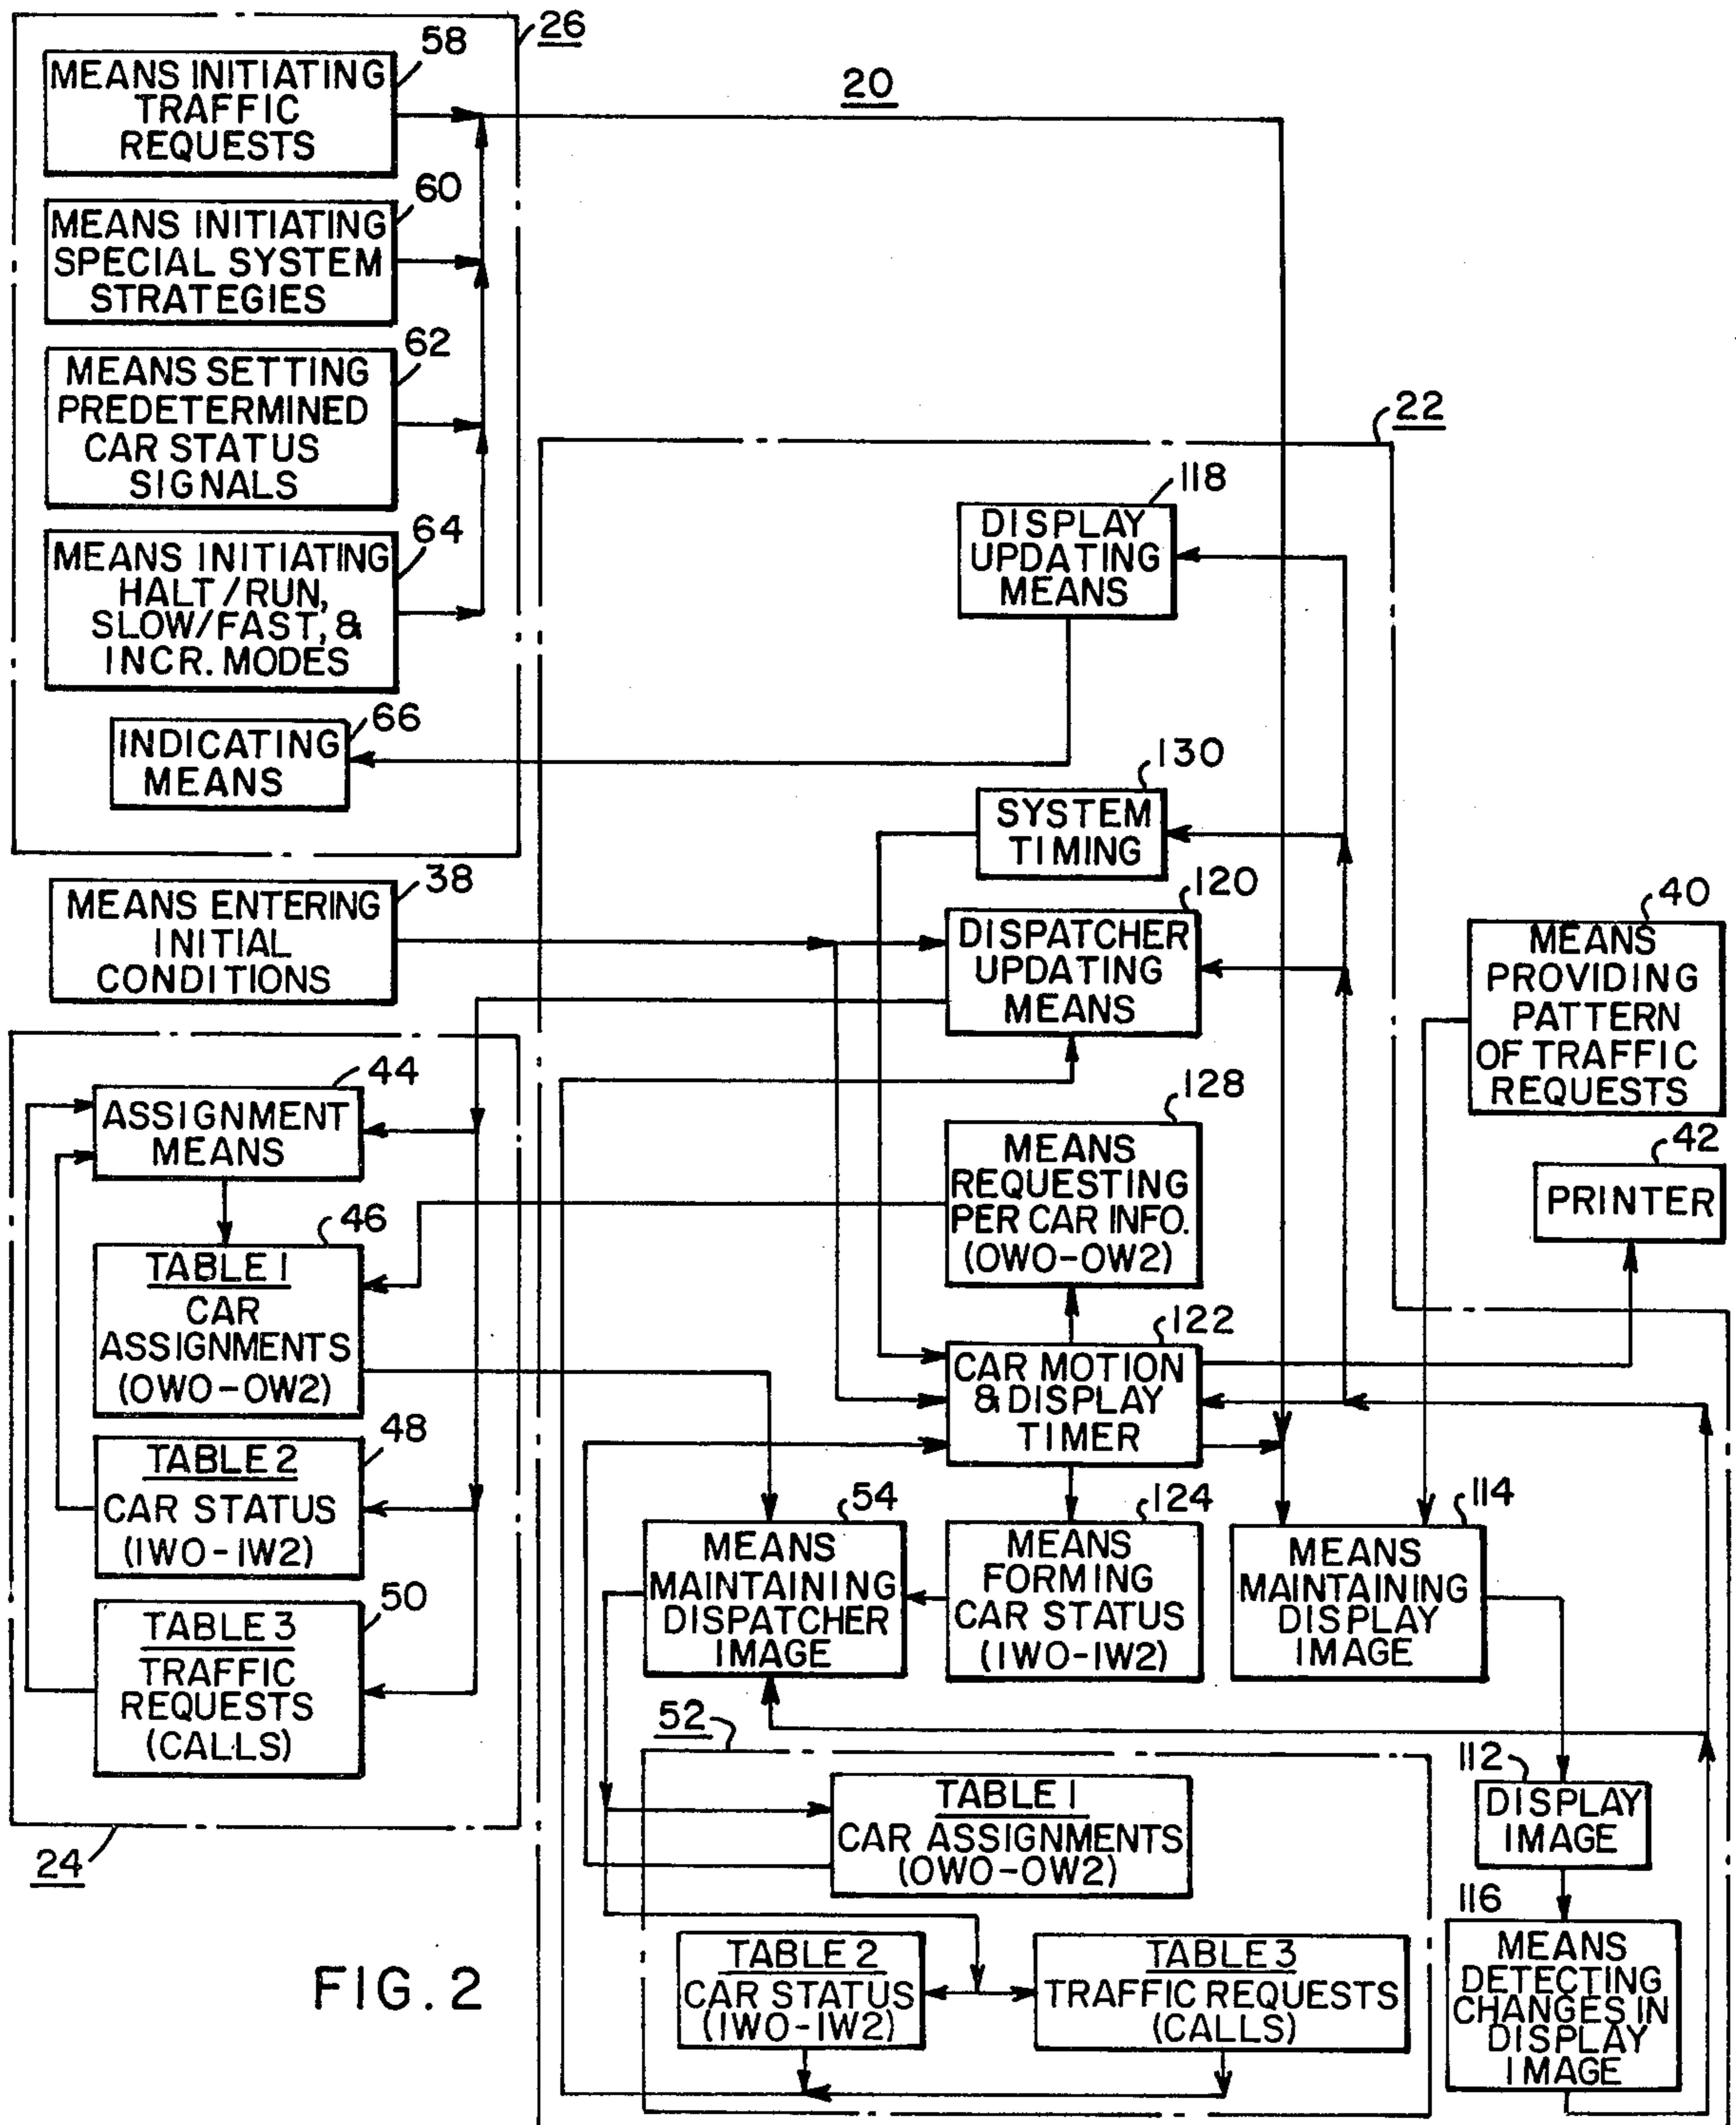 26
58
MEANS INITIATING
TRAFFIC
REQUESTS
20
60
MEANS INITIATING
SPECIAL SYSTEM
STRATEGIES
62
MEANS SETTING
PREDETERMINED
CAR STATUS
SIGNALS
64
MEANS INITIATING
HALT/RUN,
SLOW/FAST, &
INCR. MODES
66
INDICATING
MEANS
22
118
DISPLAY
UPDATING
MEANS
130
SYSTEM
TIMING
38
MEANS ENTERING
INITIAL
CONDITIONS
120
DISPATCHER
UPDATING
MEANS
40
MEANS
PROVIDING
PATTERN
OF TRAFFIC
REQUESTS
44
ASSIGNMENT
MEANS
128
MEANS
REQUESTING
PER CAR INFO.
(OWO-OW2)
42
PRINTER
46
TABLE 1
CAR
ASSIGNMENTS
(OWO-OW2)
122
CAR MOTION
& DISPLAY
TIMER
48
TABLE 2
CAR STATUS
(IWO-IW2)
54
MEANS
MAINTAINING
DISPATCHER
IMAGE
124
MEANS
FORMING
CAR STATUS
(IWO-IW2)
114
MEANS
MAINTAINING
DISPLAY
IMAGE
50
TABLE 3
TRAFFIC
REQUESTS
(CALLS)
24
52
TABLE 1
CAR ASSIGNMENTS
(OWO-OW2)
112
DISPLAY
IMAGE
TABLE 2
CAR STATUS
(IWO-IW2)
TABLE 3
TRAFFIC REQUESTS
(CALLS)
116
MEANS
DETECTING
CHANGES IN
DISPLAY
IMAGE
FIG. 2